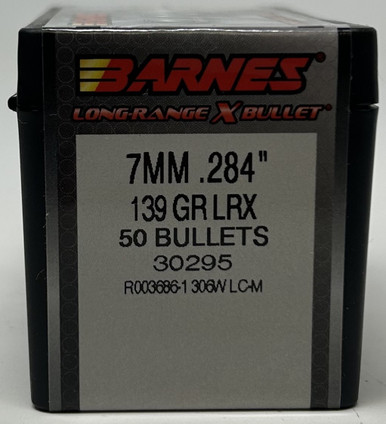 BARNES
LONG-RANGE X BULLET
7MM .284"
139 GR LRX
50 BULLETS
30295
R003686-1 306W LC-M